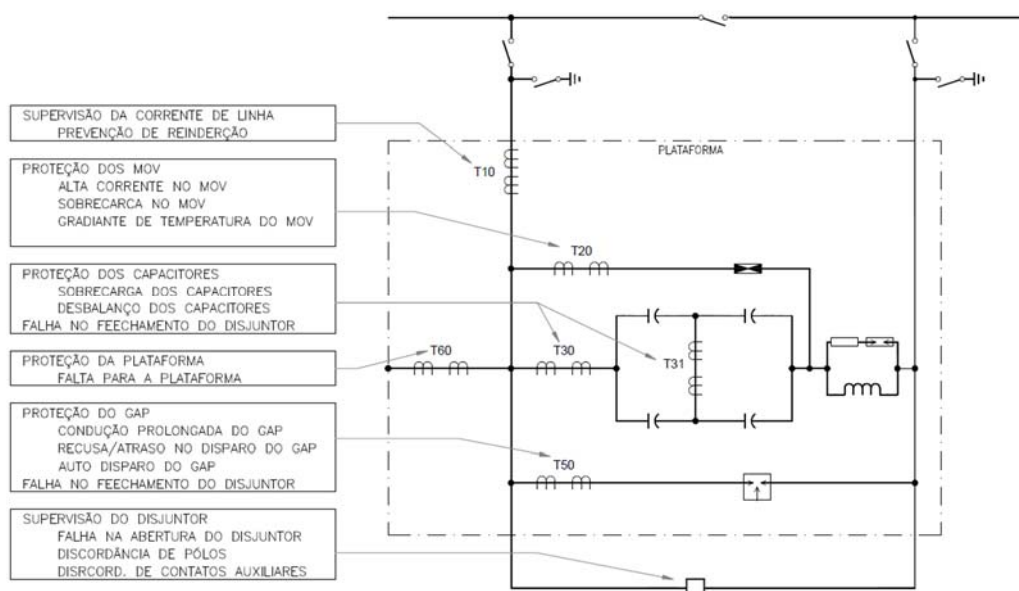 SUPERVISÃO DA CORRENTE DE LINHA
PREVENÇÃO DE REINDERÇÃO
PROTEÇÃO DOS MOV
ALTA CORRENTE NO MOV
SOBRECARCA NO MOV
GRADIANTE DE TEMPERATURA DO MOV
PROTEÇÃO DOS CAPACITORES
SOBRECARGA DOS CAPACITORES
DESBALANÇO DOS CAPACITORES
FALHA NO FEECHAMENTO DO DISJUNTOR
PROTEÇÃO DA PLATAFORMA
FALTA PARA A PLATAFORMA
PROTEÇÃO DO GAP
CONDUÇÃO PROLONGADA DO GAP
RECUSA/ATRASO NO DISPARO DO GAP
AUTO DISPARO DO GAP
FALHA NO FEECHAMENTO DO DISJUNTOR
SUPERVISÃO DO DISJUNTOR
FALHA NA ABERTURA DO DISJUNTOR
DISCORDÂNCIA DE PÓLOS
DISRCORD. DE CONTATOS AUXILIARES
PLATAFORMA
T10
T20
T60
T30
T31
T50